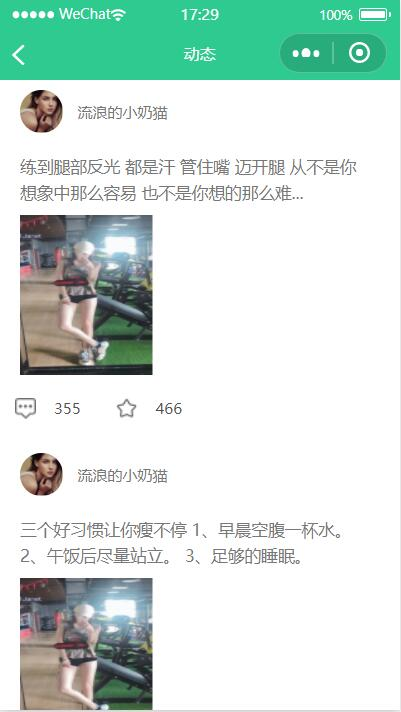 WeChat
17:29
100%
动态
流浪的小奶猫
练到腿部反光 都是汗 管住嘴 迈开腿 从不是你
想象中那么容易 也不是你想的那么难...
355
466
流浪的小奶猫
三个好习惯让你瘦不停 1、早晨空腹一杯水。
2、午饭后尽量站立。 3、足够的睡眠。